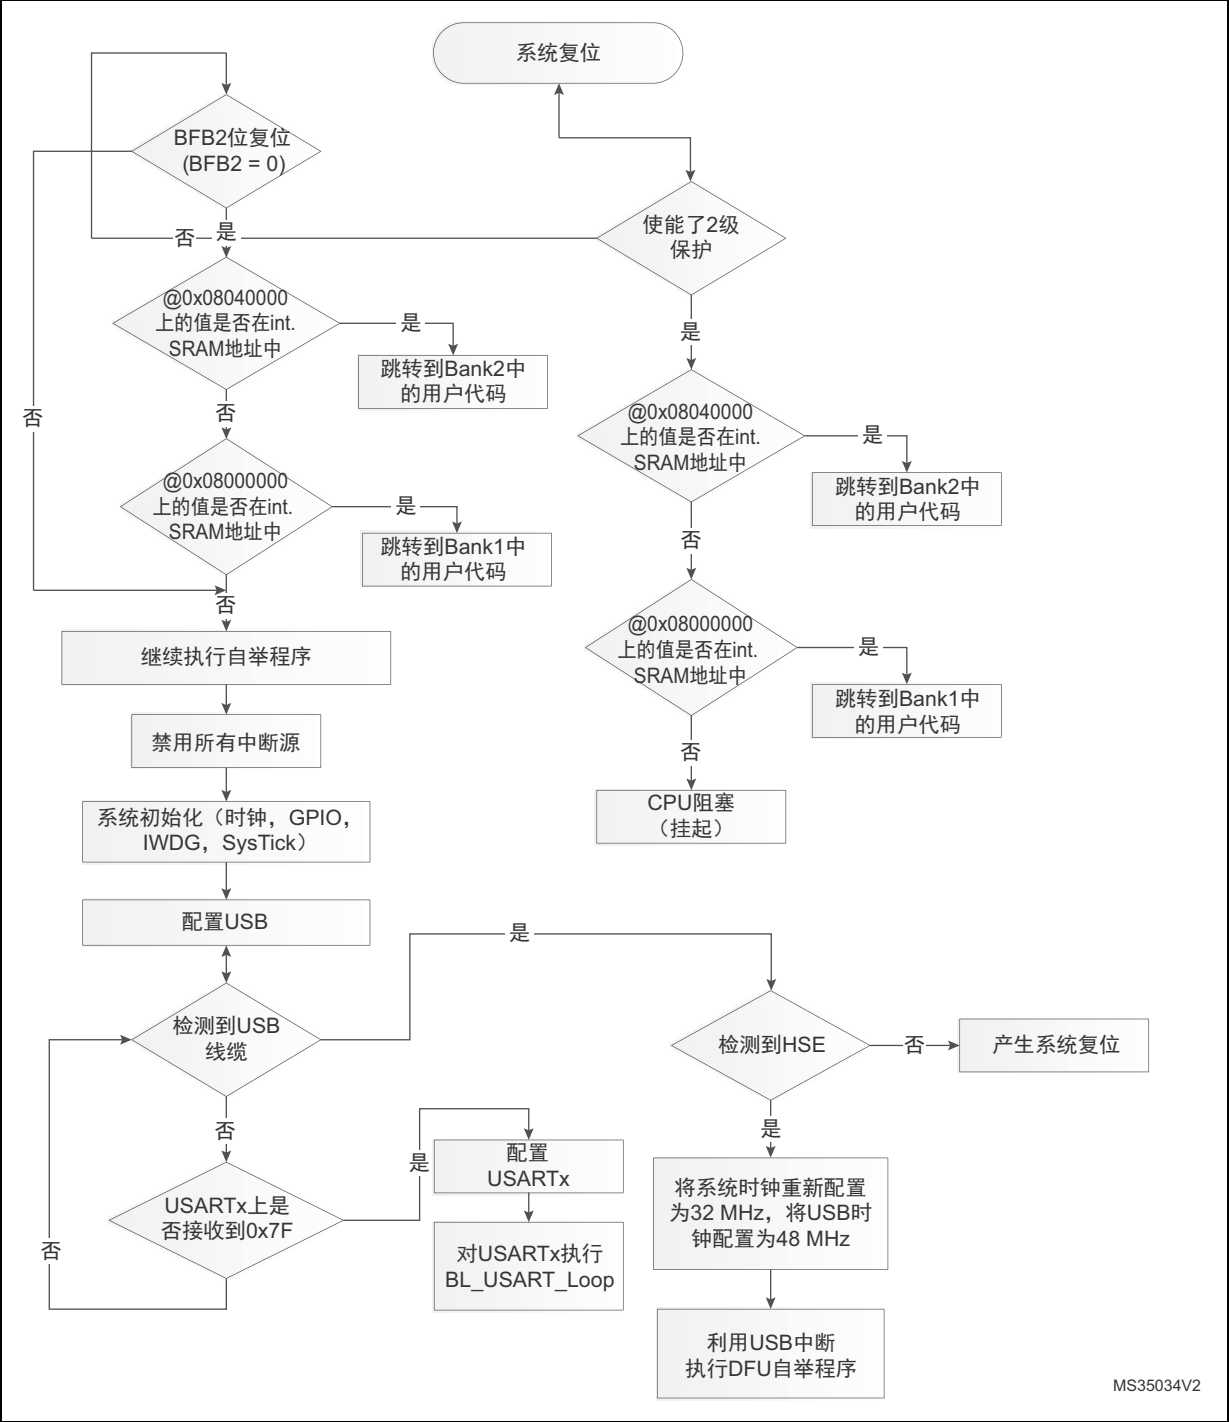 系统复位
BFB2位复位
(BFB2 = 0)
使能了2级
保护
否
是
@0x08040000
上的值是否在int.
SRAM地址中
是
跳转到Bank2中
的用户代码
是
否
否
@0x08040000
上的值是否在int.
SRAM地址中
是
跳转到Bank2中
的用户代码
@0x08000000
上的值是否在int.
SRAM地址中
是
跳转到Bank1中
的用户代码
否
否
@0x08000000
上的值是否在int.
SRAM地址中
是
跳转到Bank1中
的用户代码
继续执行自举程序
禁用所有中断源
否
CPU阻塞
（挂起）
系统初始化（时钟，GPIO，
IWDG，SysTick）
配置USB
是
检测到USB
线缆
检测到HSE
否
产生系统复位
否
是
是
配置
USARTx
USARTx上是
否接收到0x7F
否
对USARTx执行
BL_USART_Loop
将系统时钟重新配置
为32 MHz，将USB时
钟配置为48 MHz
利用USB中断
执行DFU自举程序
MS35034V2